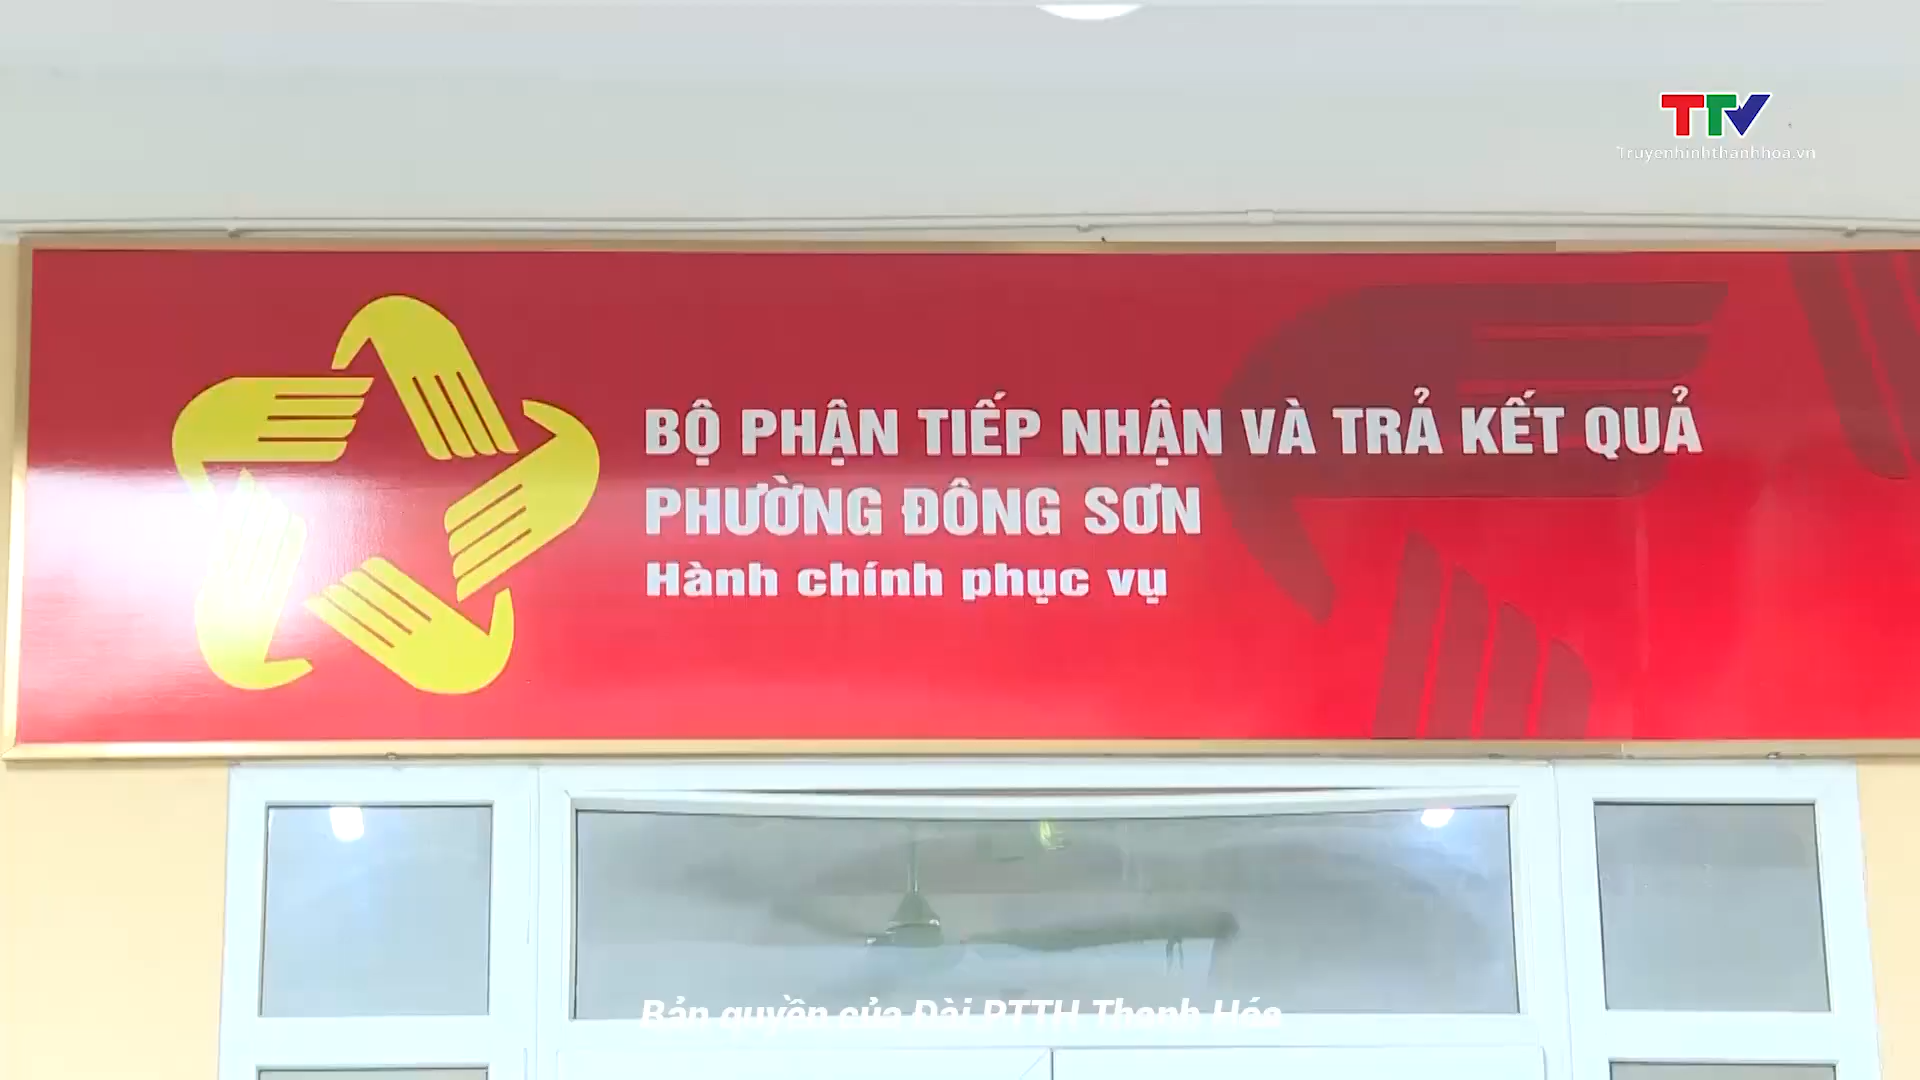 TTV
Truyenhinhthanhhoa.vn
BỘ PHẬN TIẾP NHẬN VÀ TRẢ KẾT QUẢ
PHƯỜNG ĐÔNG SƠN
Hành chính phục vụ
Bản quyền của Đài PTTH Thanh Hóa